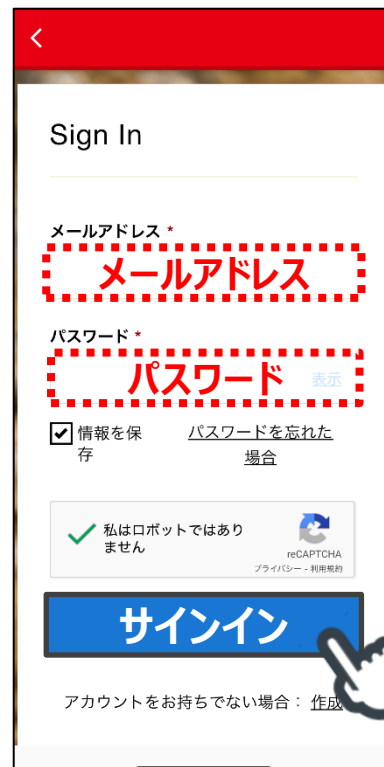 Sign In
メールアドレス *
メールアドレス
パスワード *
パスワード 表示
情報を保
存
パスワードを忘れた
場合
私はロボットではあり
ません
reCAPTCHA
プライバシー - 利用規約
サインイン
アカウントをお持ちでない場合： 作成